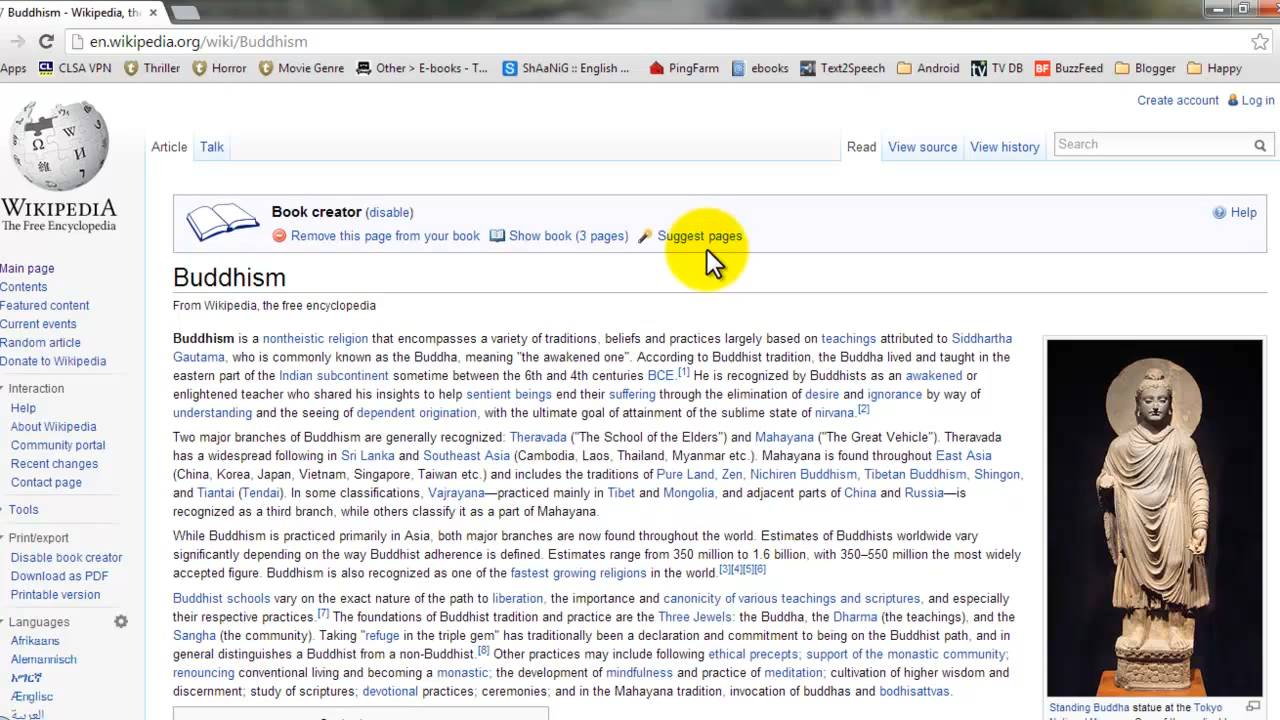 Buddhism - Wikipedia, the
en.wikipedia.org/wiki/Buddhism
Apps CLSA VPN Thriller Horror Movie Genre Other > E-books - T... ShAaNiG :: English ... PingFarm ebooks Text2Speech Android TV DB BuzzFeed Blogger Happy
Create account Log in
Article Talk Read View source View history Search
WIKIPEDIA
The Free Encyclopedia
Main page
Contents
Featured content
Current events
Random article
Donate to Wikipedia
Interaction
Help
About Wikipedia
Community portal
Recent changes
Contact page
Tools
Print/export
Disable book creator
Download as PDF
Printable version
Languages
Afrikaans
Alemannisch
አማርኛ
Ænglisc
العربية
Book creator (disable)
Help
Remove this page from your book Show book (3 pages) Suggest pages
Buddhism
From Wikipedia, the free encyclopedia
Buddhism is a nontheistic religion that encompasses a variety of traditions, beliefs and practices largely based on teachings attributed to Siddhartha
Gautama, who is commonly known as the Buddha, meaning "the awakened one". According to Buddhist tradition, the Buddha lived and taught in the
eastern part of the Indian subcontinent sometime between the 6th and 4th centuries BCE.[1] He is recognized by Buddhists as an awakened or
enlightened teacher who shared his insights to help sentient beings end their suffering through the elimination of desire and ignorance by way of
understanding and the seeing of dependent origination, with the ultimate goal of attainment of the sublime state of nirvana.[2]
Two major branches of Buddhism are generally recognized: Theravada ("The School of the Elders") and Mahayana ("The Great Vehicle"). Theravada
has a widespread following in Sri Lanka and Southeast Asia (Cambodia, Laos, Thailand, Myanmar etc.). Mahayana is found throughout East Asia
(China, Korea, Japan, Vietnam, Singapore, Taiwan etc.) and includes the traditions of Pure Land, Zen, Nichiren Buddhism, Tibetan Buddhism, Shingon,
and Tiantai (Tendai). In some classifications, Vajrayana—practiced mainly in Tibet and Mongolia, and adjacent parts of China and Russia—is
recognized as a third branch, while others classify it as a part of Mahayana.
While Buddhism is practiced primarily in Asia, both major branches are now found throughout the world. Estimates of Buddhists worldwide vary
significantly depending on the way Buddhist adherence is defined. Estimates range from 350 million to 1.6 billion, with 350–550 million the most widely
accepted figure. Buddhism is also recognized as one of the fastest growing religions in the world.[3][4][5][6]
Buddhist schools vary on the exact nature of the path to liberation, the importance and canonicity of various teachings and scriptures, and especially
their respective practices.[7] The foundations of Buddhist tradition and practice are the Three Jewels: the Buddha, the Dharma (the teachings), and the
Sangha (the community). Taking "refuge in the triple gem" has traditionally been a declaration and commitment to being on the Buddhist path, and in
general distinguishes a Buddhist from a non-Buddhist.[8] Other practices may include following ethical precepts; support of the monastic community;
renouncing conventional living and becoming a monastic; the development of mindfulness and practice of meditation; cultivation of higher wisdom and
discernment; study of scriptures; devotional practices; ceremonies; and in the Mahayana tradition, invocation of buddhas and bodhisattvas.
Standing Buddha statue at the Tokyo